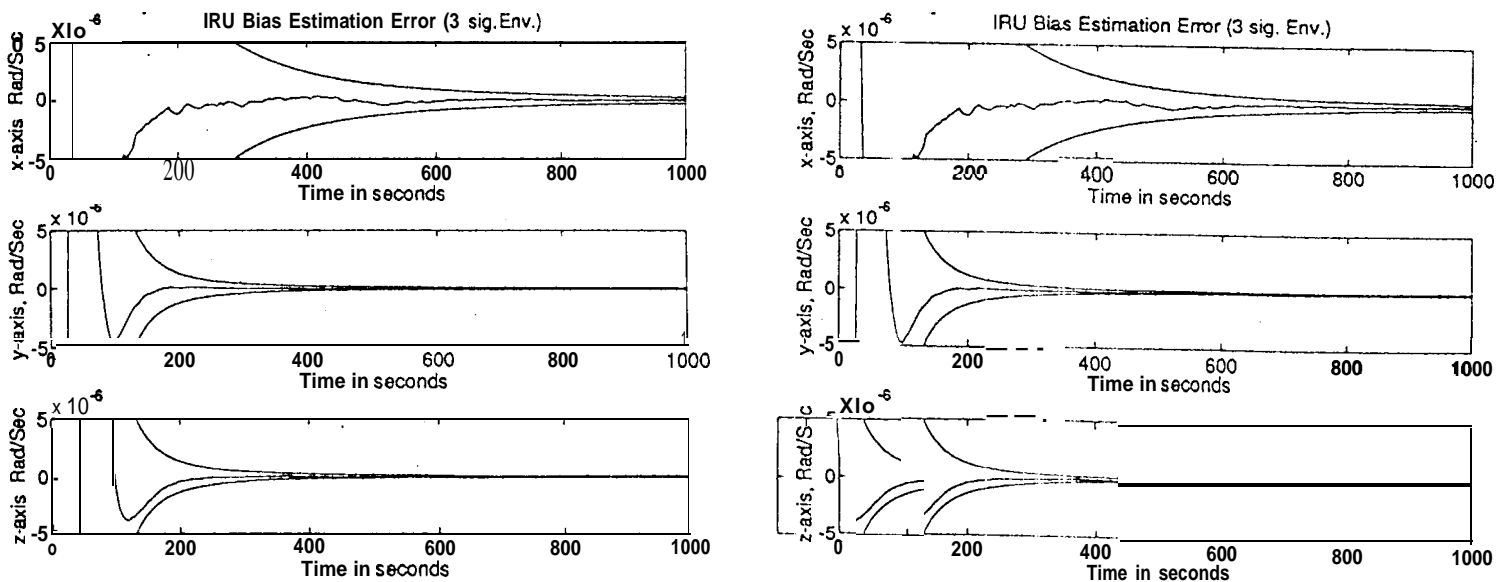 IRU Bias Estimation Error (3 sig. Env.)
XIo -6
x-axis Rad/Sec
5
0
-5
0 200 400 600 800 1000
Time in seconds
x 10 -6
y-axis, Rad/Sec
5
0
-5
0 200 400 600 800 1000
Time in seconds
x 10 -6
z-axis Rad/Sec
5
0
-5
0 200 400 600 800 1000
Time in seconds
IRU Bias Estimation Error (3 sig. Env.)
x 10 -6
x-axis, Rad/Sec
5
0
-5
0 200 400 600 800 1000
Time in seconds
x 10 -6
y-axis, Rad/Sec
5
0
-5
0 200 400 600 800 1000
Time in seconds
XIo -6
z-axis, Rad/S c
5
0
-5
0 200 400 600 800 1000
Time in seconds